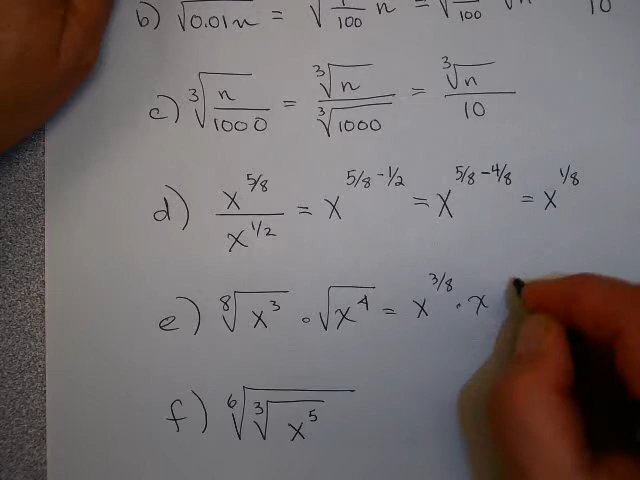 b) √0.01n = √1/100 n = √1/100 √n 10
c) ∛(n/1000) = ∛n/∛1000 = ∛n/10
d) x^5/8 / x^1/2 = x^5/8-1/2 = x^5/8-4/8 = x^1/8
e) ⁸√x³ · √x⁴ = x^3/8 · x
f) ⁶√∛x⁵